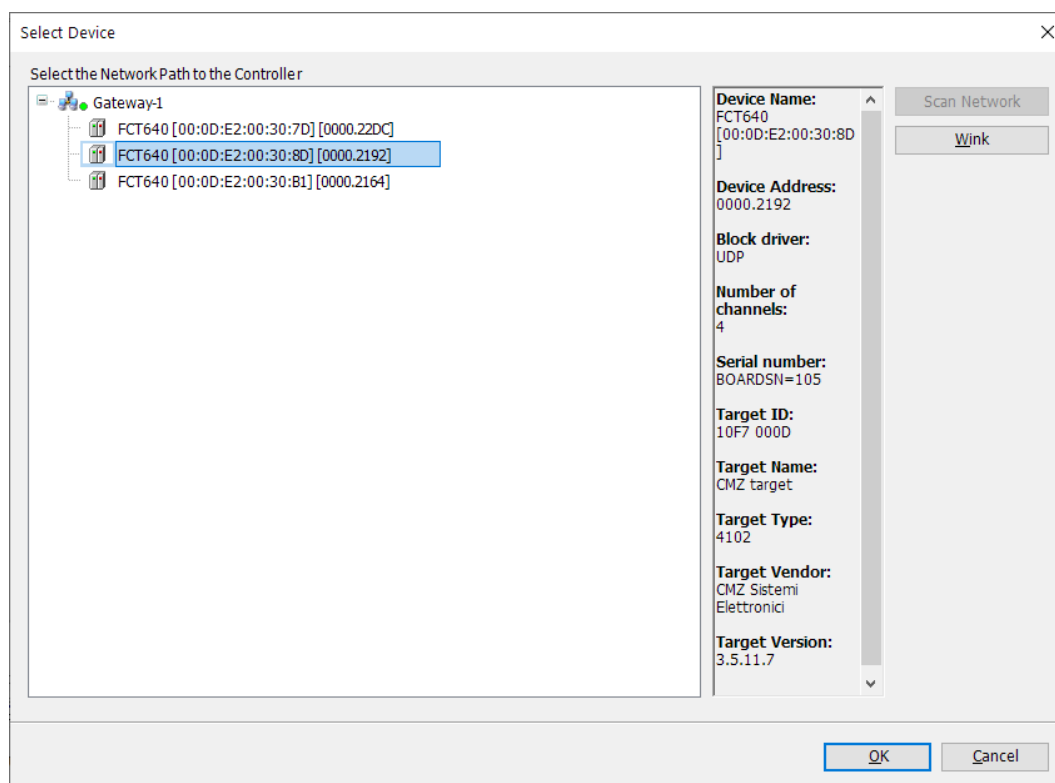 Select Device
Select the Network Path to the Controller
Gateway-1
FCT640 [00:0D:E2:00:30:7D] [0000.22DC]
FCT640 [00:0D:E2:00:30:8D] [0000.2192]
FCT640 [00:0D:E2:00:30:B1] [0000.2164]
Device Name:
FCT640
[00:0D:E2:00:30:8D
]
Device Address:
0000.2192
Block driver:
UDP
Number of
channels:
4
Serial number:
BOARDSN=105
Target ID:
10F7 000D
Target Name:
CMZ target
Target Type:
4102
Target Vendor:
CMZ Sistemi
Elettronici
Target Version:
3.5.11.7
Scan Network
Wink
OK
Cancel